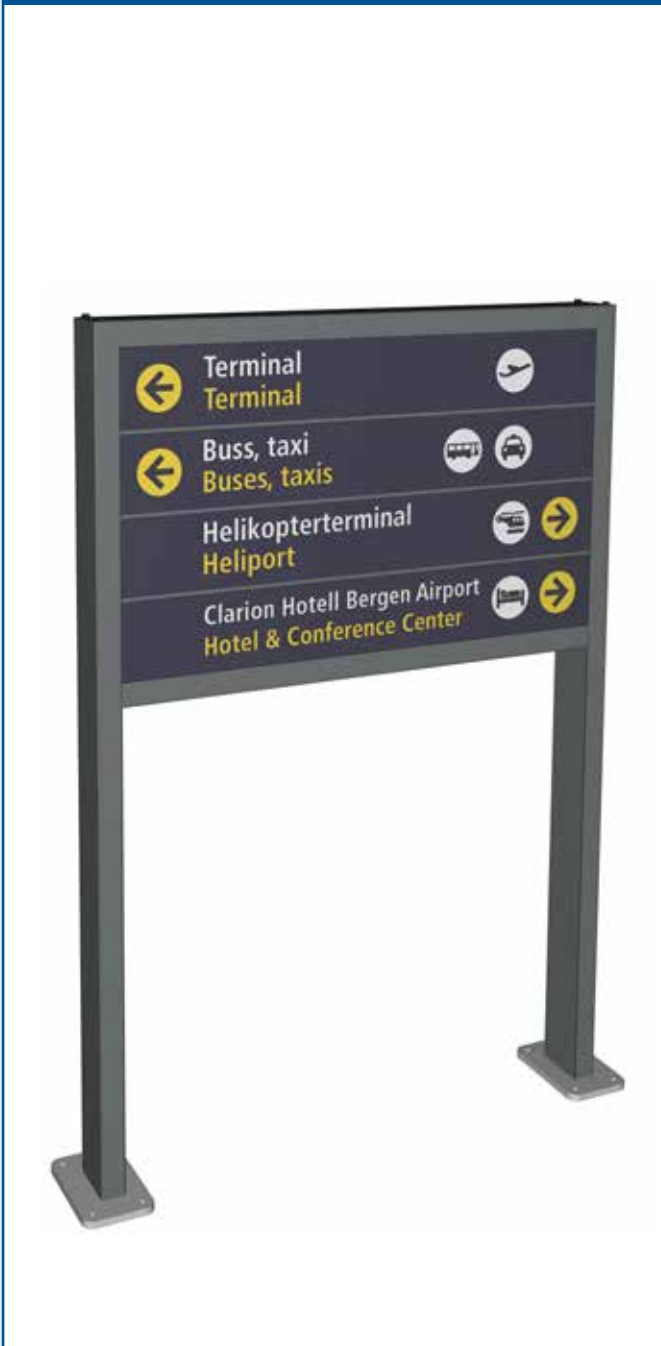 Terminal
Terminal
Buss, taxi
Buses, taxis
Helikopterterminal
Heliport
Clarion Hotell Bergen Airport
Hotel & Conference Center